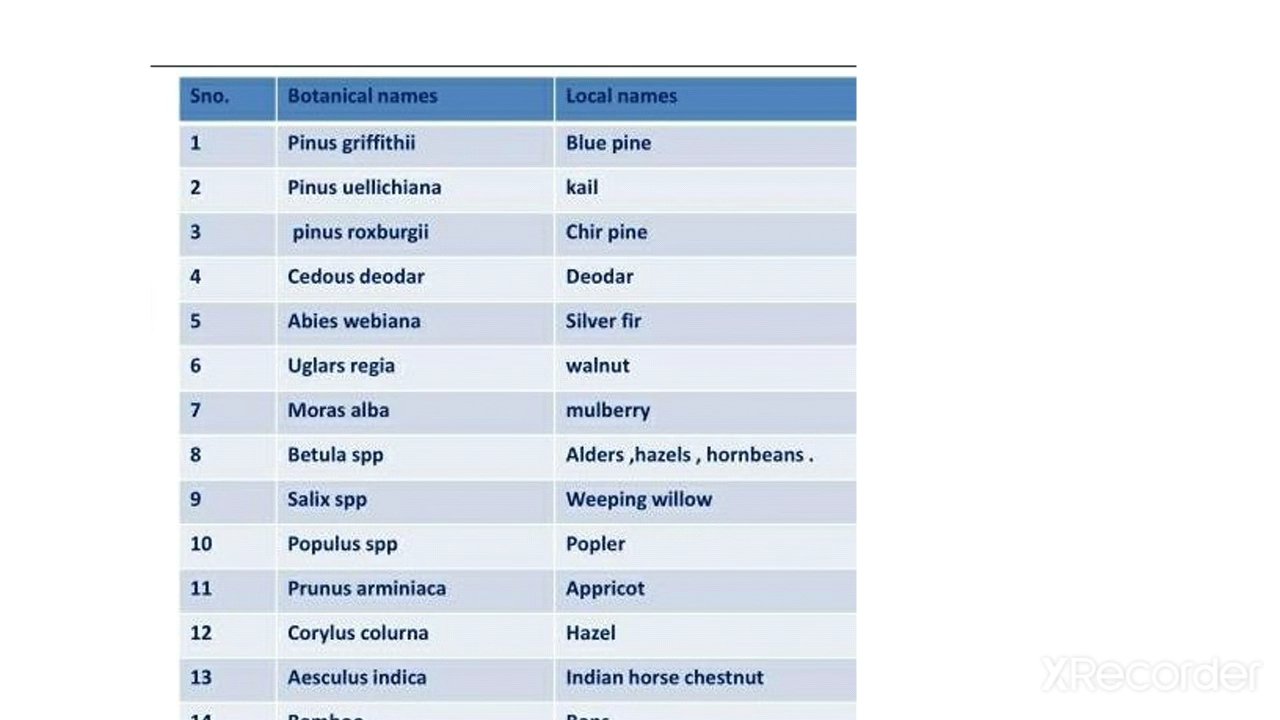 Sno. Botanical names Local names
1 Pinus griffithii Blue pine
2 Pinus uellichiana kail
3 pinus roxburgii Chir pine
4 Cedous deodar Deodar
5 Abies webiana Silver fir
6 Uglars regia walnut
7 Moras alba mulberry
8 Betula spp Alders ,hazels , hornbeans .
9 Salix spp Weeping willow
10 Populus spp Popler
11 Prunus arminiaca Appricot
12 Corylus colurna Hazel
13 Aesculus indica Indian horse chestnut
XRecorder